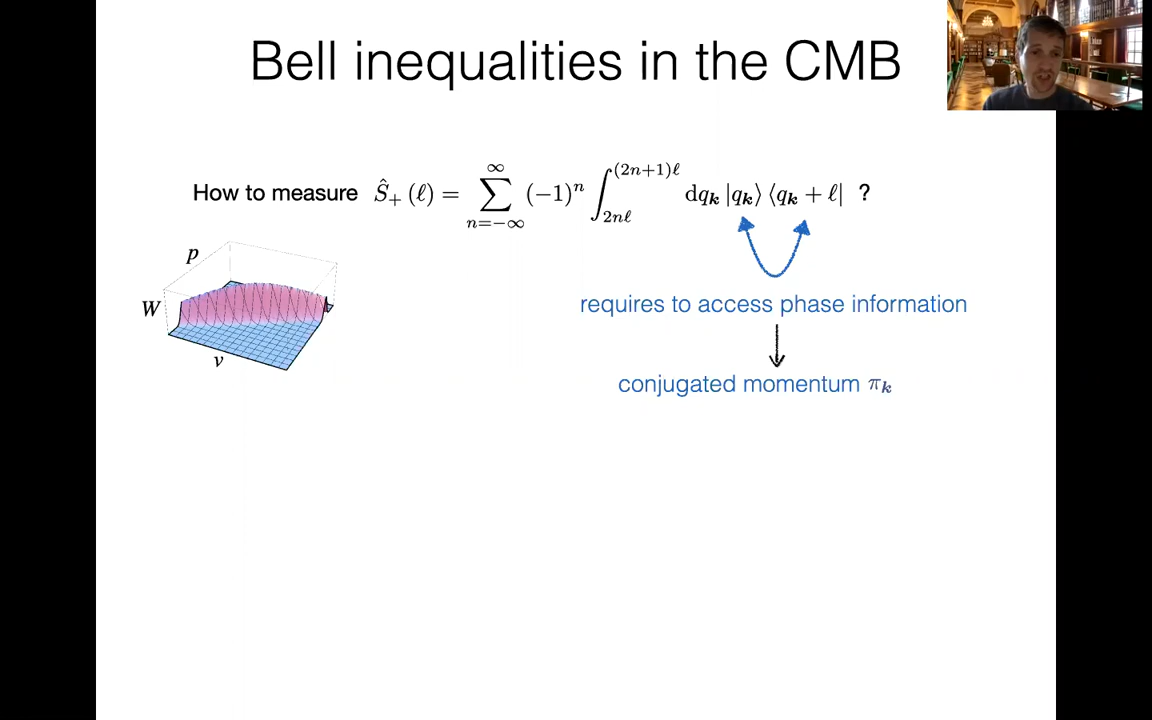 Bell inequalities in the CMB
How to measure Ŝ₊(ℓ) = ∑_{n=−∞}^{∞} (−1)ⁿ ∫_{2nℓ}^{(2n+1)ℓ} dq_𝒌 |q_𝒌⟩ ⟨q_𝒌 + ℓ| ?
p
W
v
requires to access phase information
conjugated momentum π_𝒌